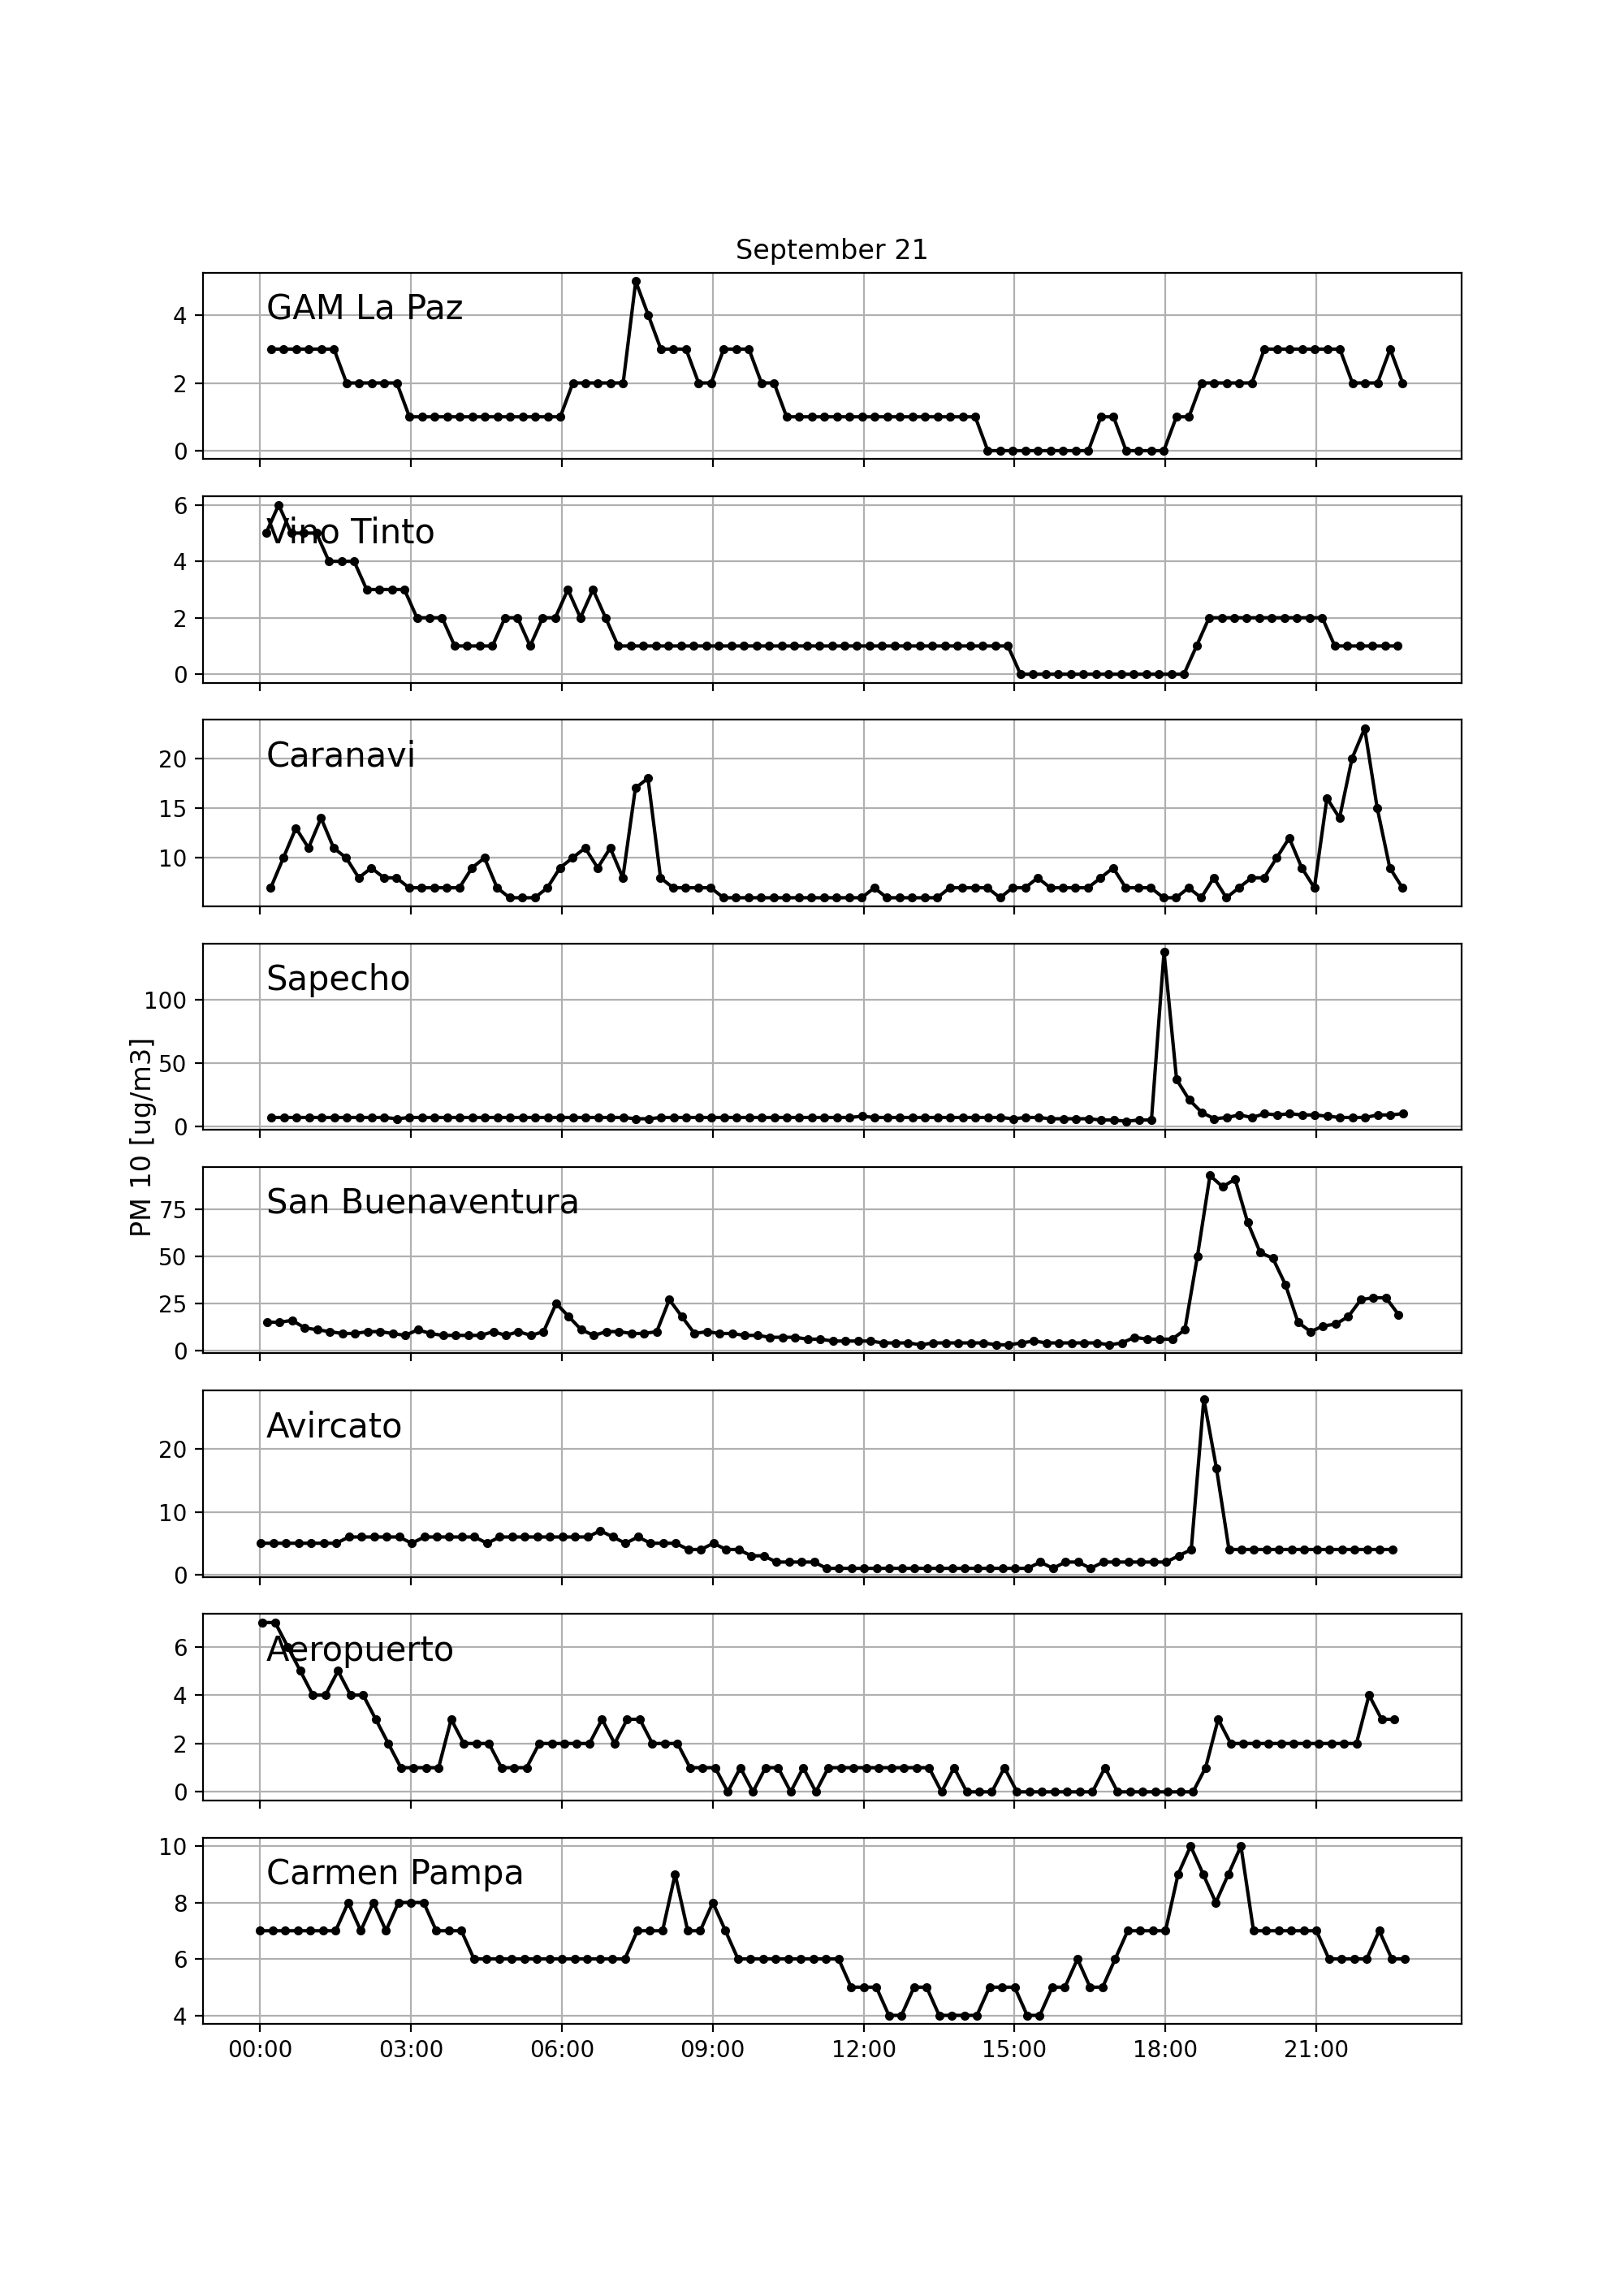 September 21
GAM La Paz
4
2
0
Vino Tinto
6
4
2
0
Caranavi
20
15
10
Sapecho
100
50
0
PM 10 [ug/m3]
San Buenaventura
75
50
25
0
Avircato
20
10
0
Aeropuerto
6
4
2
0
Carmen Pampa
10
8
6
4
00:00 03:00 06:00 09:00 12:00 15:00 18:00 21:00